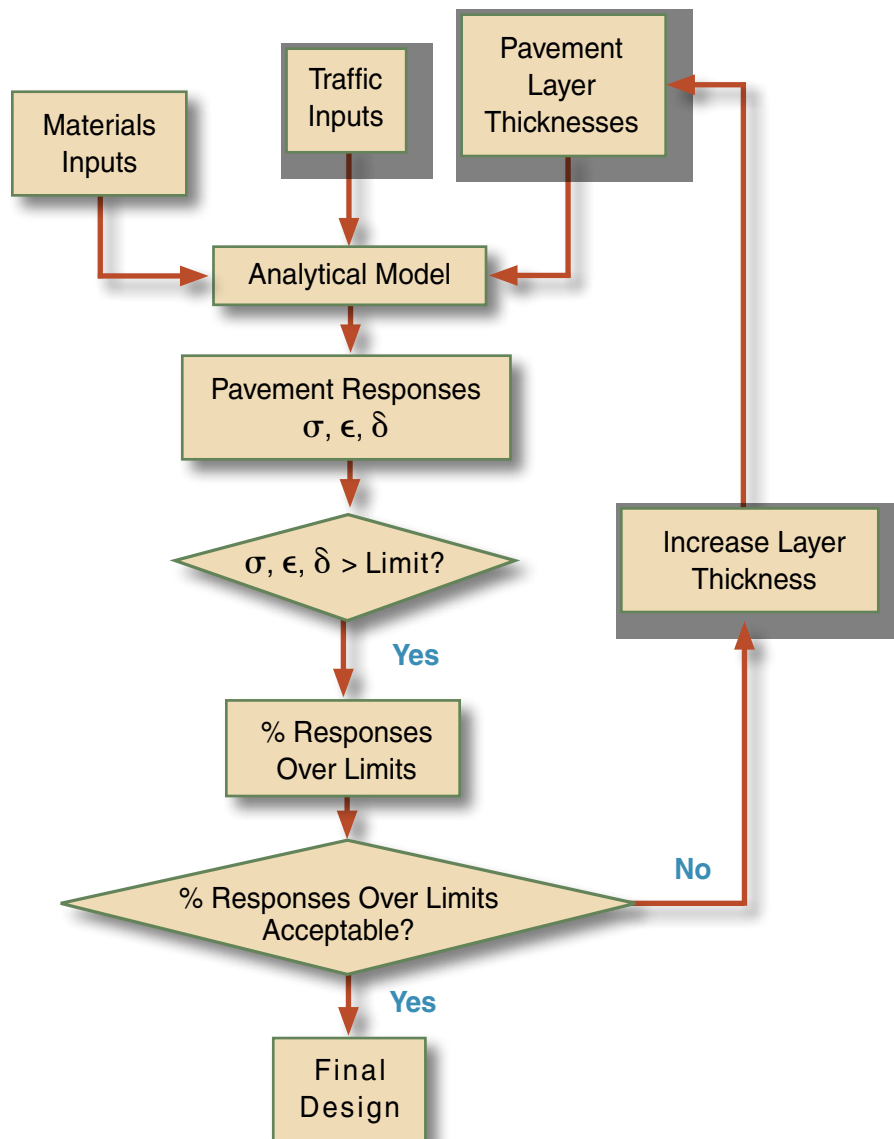 Materials
Inputs
Traffic
Inputs
Pavement
Layer
Thicknesses
Analytical Model
Pavement Responses
σ, ϵ, δ
σ, ϵ, δ > Limit?
Increase Layer
Thickness
Yes
% Responses
Over Limits
% Responses Over Limits
Acceptable?
No
Yes
Final
Design